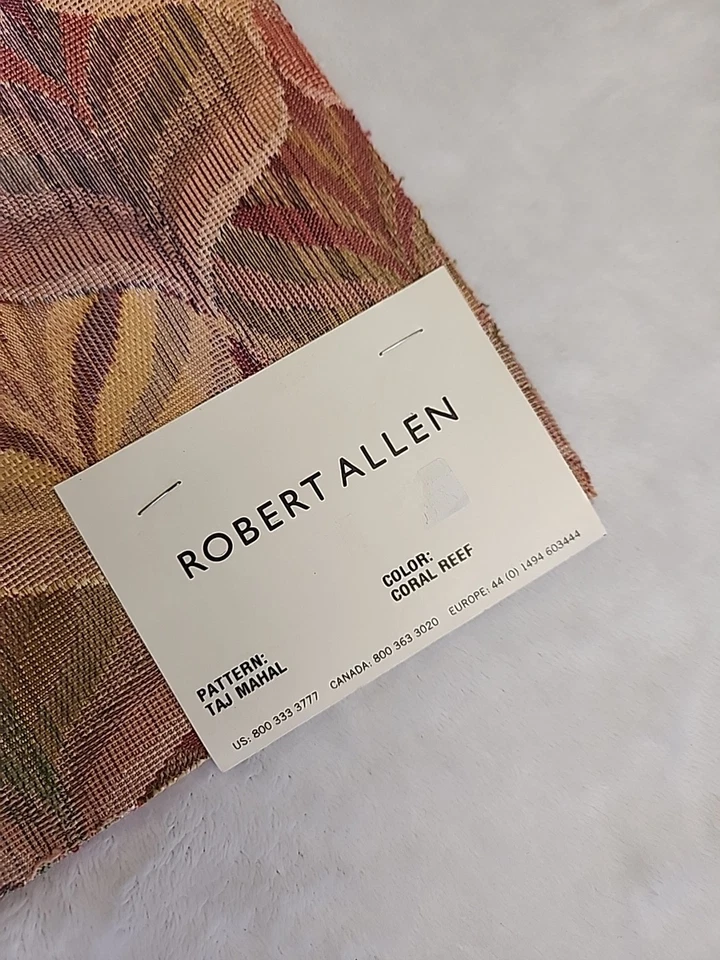 ROBERT ALLEN
COLOR:
CORAL REEF
PATTERN:
TAJ MAHAL
US: 800 333 3777 CANADA: 800 363 3020 EUROPE: 44 (0) 1494 603444